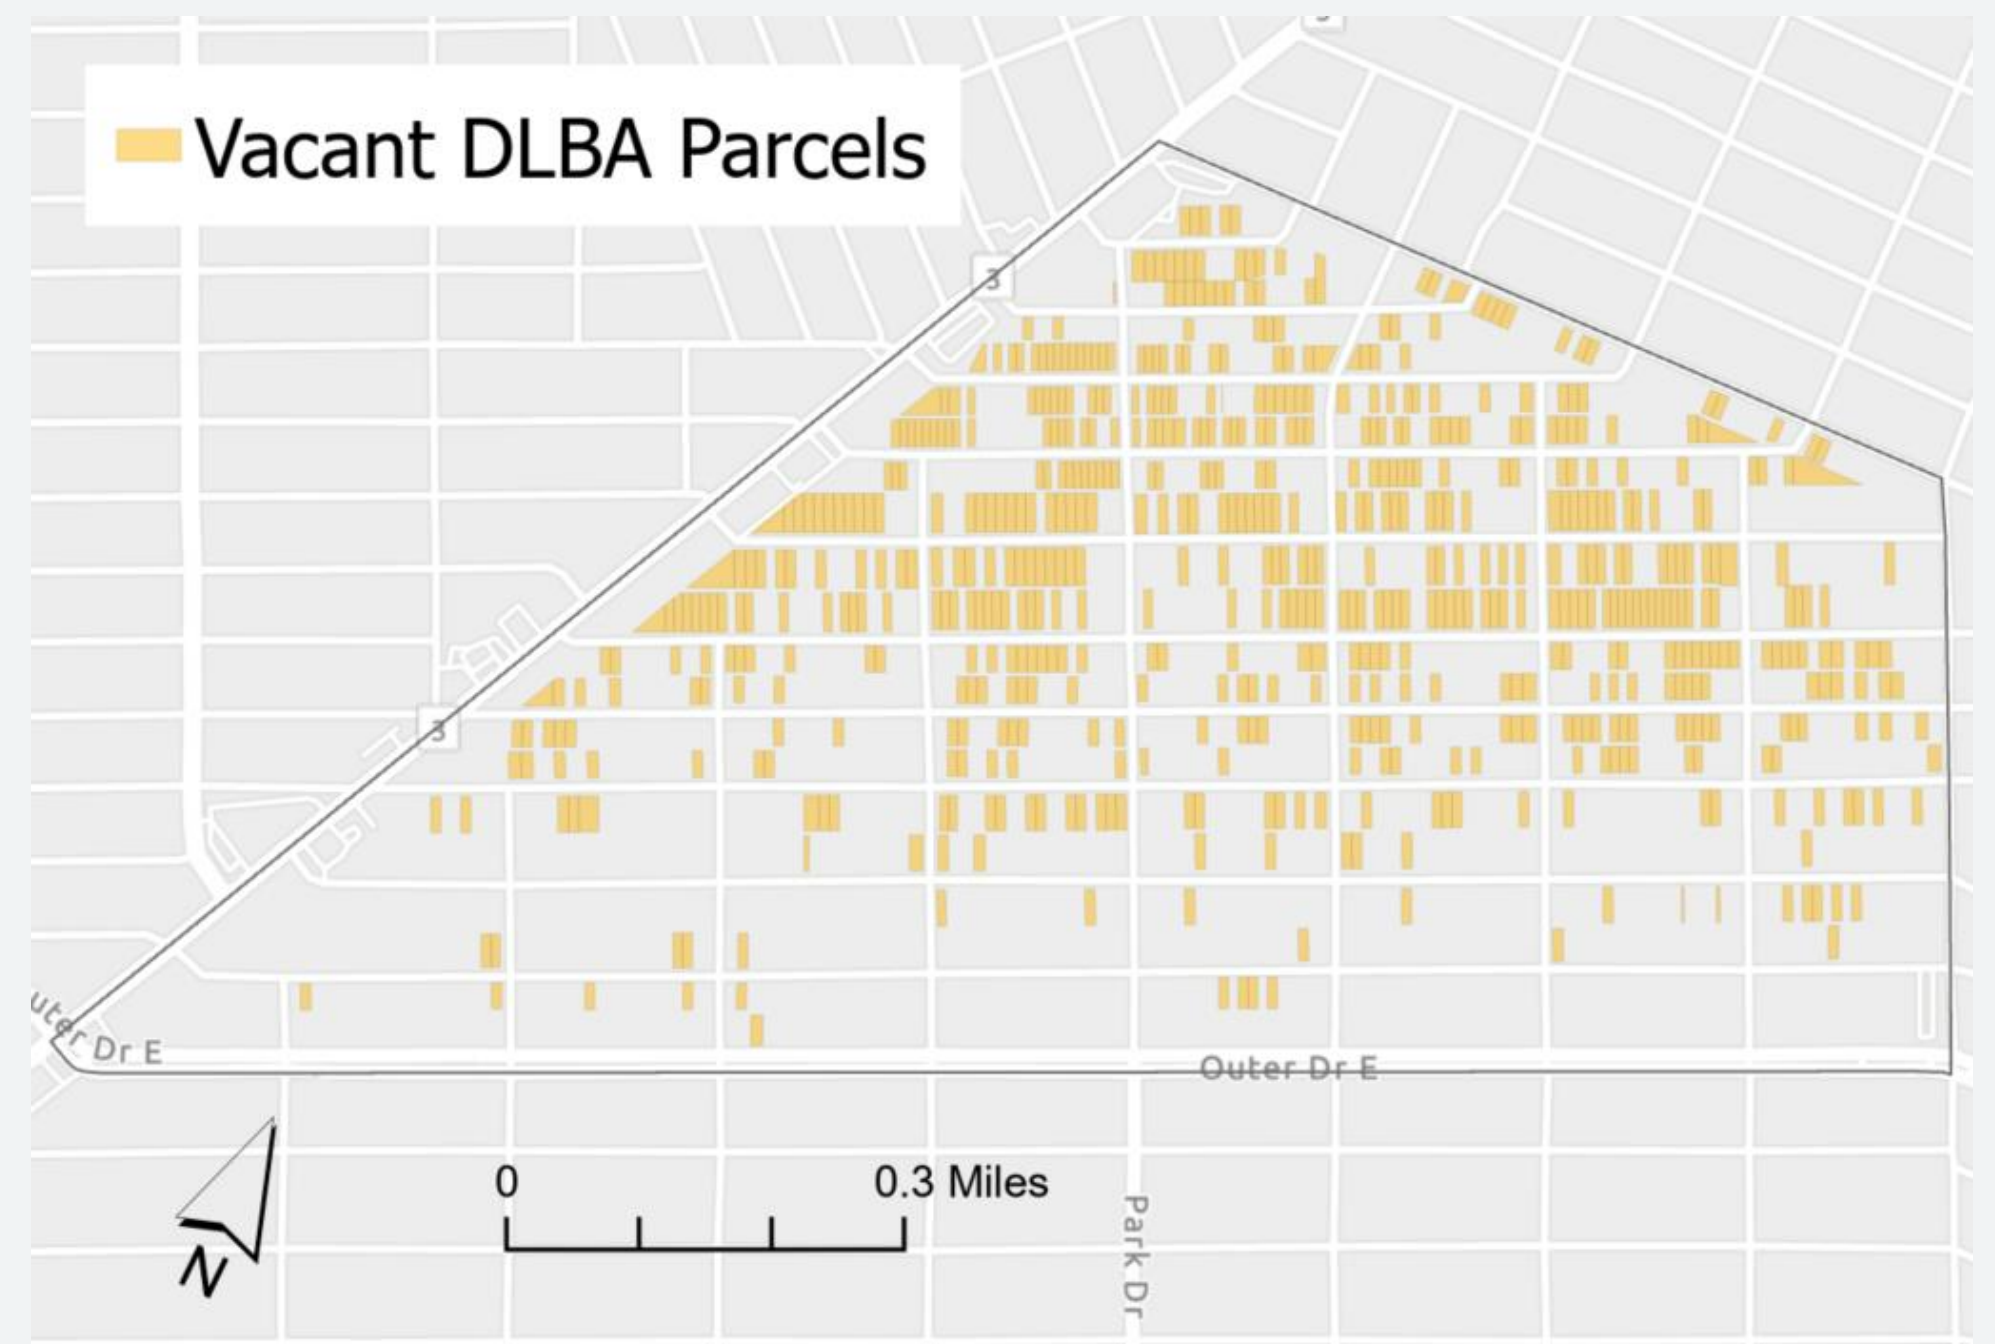 Vacant DLBA Parcels
3
3
uter Dr E
Outer Dr E
0
0.3 Miles
Park Dr
N